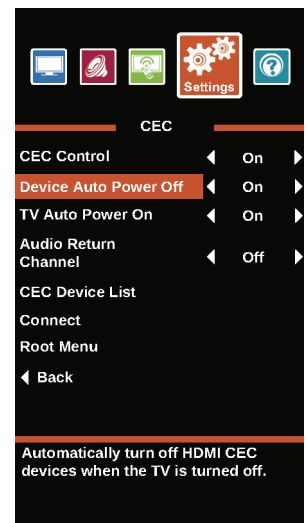 Settings
CEC
CEC Control On
Device Auto Power Off On
TV Auto Power On On
Audio Return
Channel Off
CEC Device List
Connect
Root Menu
Back
Automatically turn off HDMI CEC
devices when the TV is turned off.